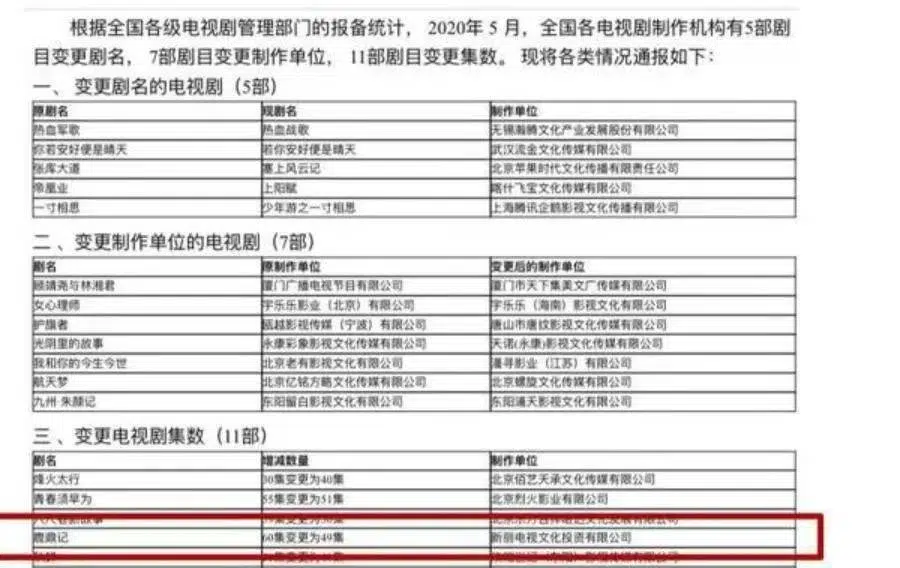 根据全国各级电视剧管理部门的报备统计， 2020年 5 月，全国各电视剧制作机构有5部剧
目变更剧名， 7部剧目变更制作单位， 11部剧目变更集数。 现将各类情况通报如下：
一 、 变更剧名的电视剧（5部）
原剧名 现剧名 制作单位
热血军歌 热血战歌 无锡瀚腾文化产业发展股份有限公司
你若安好便是晴天 若你安好便是晴天 武汉流金文化传媒有限公司
张库大道 塞上风云记 北京苹果时代文化传播有限责任公司
帝凰业 上阳赋 喀什飞宝文化传媒有限公司
一寸相思 少年游之一寸相思 上海腾讯企鹅影视文化传播有限公司
二 、变更制作单位的电视剧（7部）
剧名 原制作单位 变更后的制作单位
顾靖尧与林湘君 厦门广播电视节目有限公司 厦门市天下集美文广传媒有限公司
女心理师 宇乐乐影业（北京）有限公司 宇乐乐（海南）影视文化有限公司
护旗者 瓯越影视传媒（宁波）有限公司 唐山市唐纹影视文化有限公司
光阴里的故事 永康彩象影视文化传媒有限公司 天诺(永康)影视文化传媒有限公司
我和你的今生今世 北京老有影视文化有限公司 潘寻影业（江苏）有限公司
航天梦 北京亿铭方略文化传媒有限公司 北京螺旋文化传媒有限公司
九州·朱颜记 东阳留白影视文化有限公司 东阳浦天影视文化有限公司
三 、变更电视剧集数（11部）
剧名 增减数量 制作单位
烽火太行 30集变更为40集 北京佰艺天承文化传媒有限公司
青春须早为 55集变更为51集 北京烈火影业有限公司
鹿鼎记 60集变更为49集 新丽电视文化投资有限公司